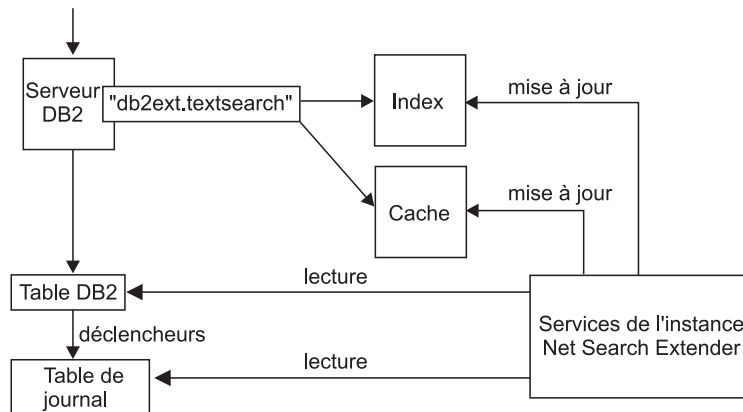 Serveur
DB2
"db2ext.textsearch"
Index
mise à jour
Cache
mise à jour
Table DB2
lecture
déclencheurs
Services de l'instance
Net Search Extender
Table de
journal
lecture